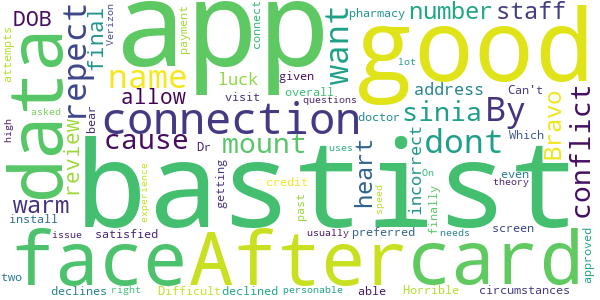 DOB
attempts
data
repect
final
Verizon
app
payment
connect
want
good
pharmacy
number
staff
lot
name
luck
given
allow
visit
overall
address
Can't
high
asked
review
bear
connection
questions
doctor
sinia
By
Which
Bravo
conflict
cause
Dr
mount
heart
uses
incorrect
dont
On
even
theory
warm
install
experience
getting
bastist
credit
past
speed
finally
issue
satisfied
usually
preferred
needs
screen
approved
two
face
After
card
declines
right
Difficult
declined
personable
able
Horrible
circumstances